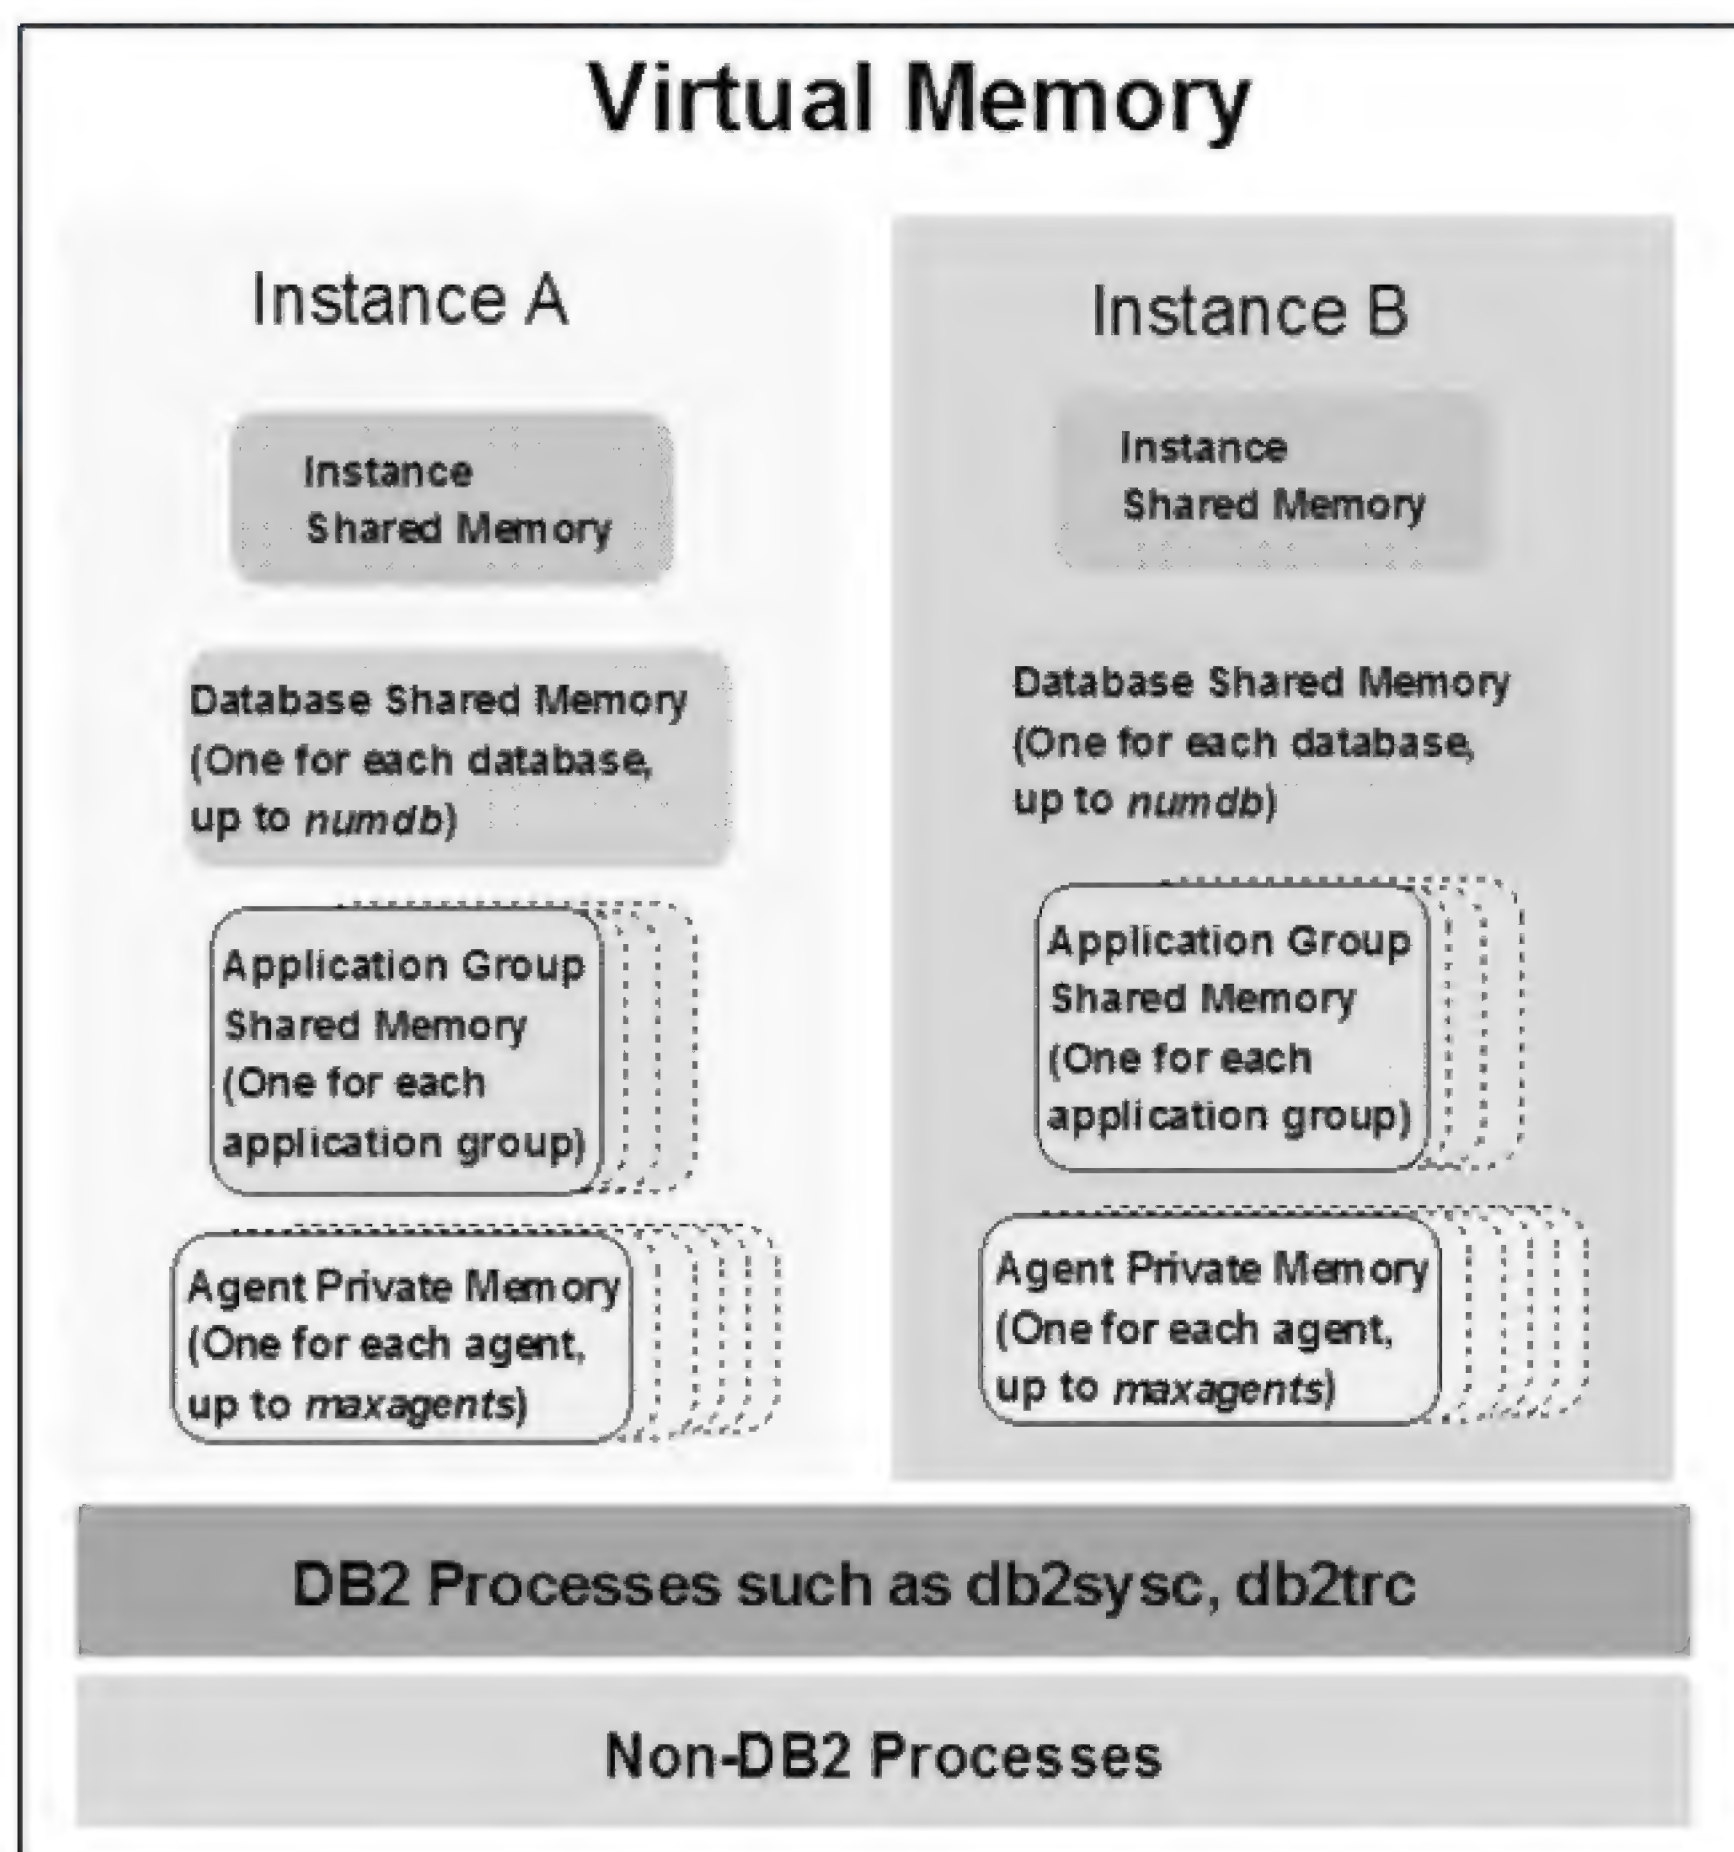 Virtual Memory
Instance A
Instance
Shared Memory
Database Shared Memory
(One for each database,
up to numdb)
Application Group
Shared Memory
(One for each
application group)
Agent Private Memory
(One for each agent,
up to maxagents)
Instance B
Instance
Shared Memory
Database Shared Memory
(One for each database,
up to numdb)
Application Group
Shared Memory
(One for each
application group)
Agent Private Memory
(One for each agent,
up to maxagents)
DB2 Processes such as db2sysc, db2trc
Non-DB2 Processes